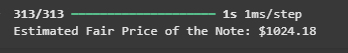 313/313 ━━━━━━━━━━━━━━━━━━━━ 1s 1ms/step
Estimated Fair Price of the Note: $1024.18